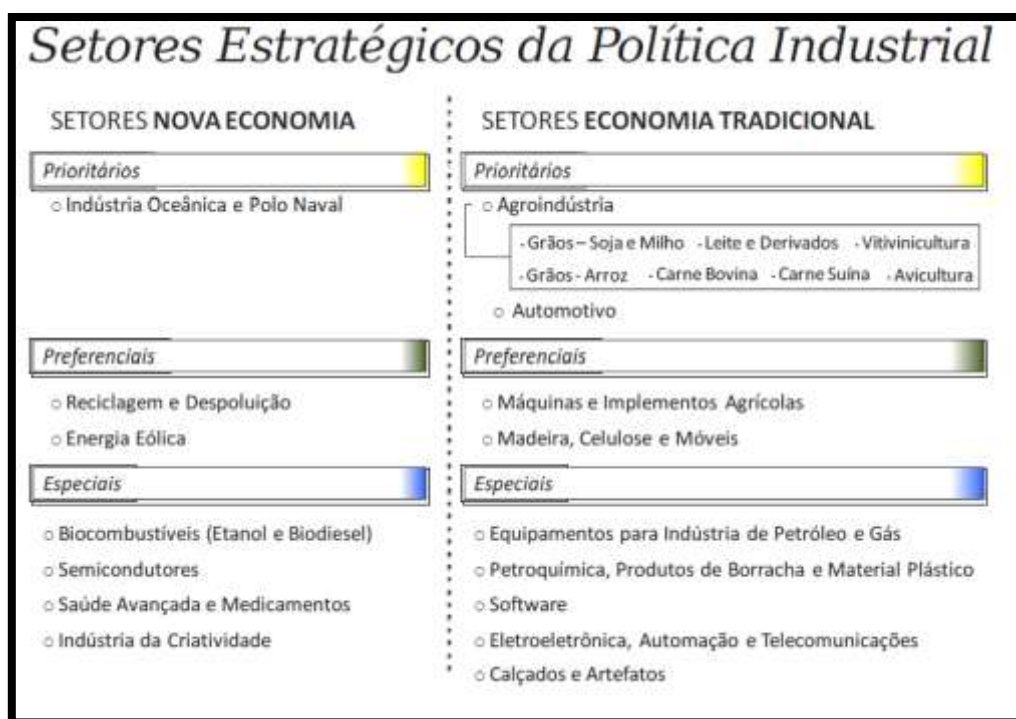 Setores Estratégicos da Política Industrial
SETORES NOVA ECONOMIA
Prioritários
○ Indústria Oceânica e Polo Naval
Preferenciais
○ Reciclagem e Despoluição
○ Energia Eólica
Especiais
○ Biocombustíveis (Etanol e Biodiesel)
○ Semicondutores
○ Saúde Avançada e Medicamentos
○ Indústria da Criatividade
SETORES ECONOMIA TRADICIONAL
Prioritários
○ Agroindústria
- Grãos – Soja e Milho - Leite e Derivados - Vitivinicultura
- Grãos - Arroz - Carne Bovina - Carne Suína - Avicultura
○ Automotivo
Preferenciais
○ Máquinas e Implementos Agrícolas
○ Madeira, Celulose e Móveis
Especiais
○ Equipamentos para Indústria de Petróleo e Gás
○ Petroquímica, Produtos de Borracha e Material Plástico
○ Software
○ Eletroeletrônica, Automação e Telecomunicações
○ Calçados e Artefatos